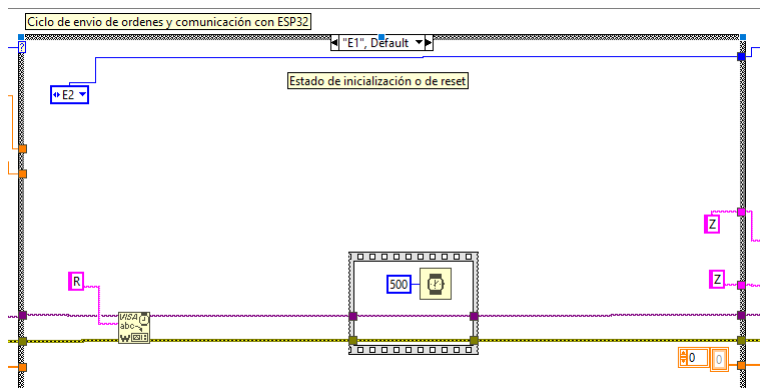 Ciclo de envio de ordenes y comunicación con ESP32
"E1", Default
?
E2
Estado de inicialización o de reset
Z
500
R
Z
VISA
abc
W
0
0